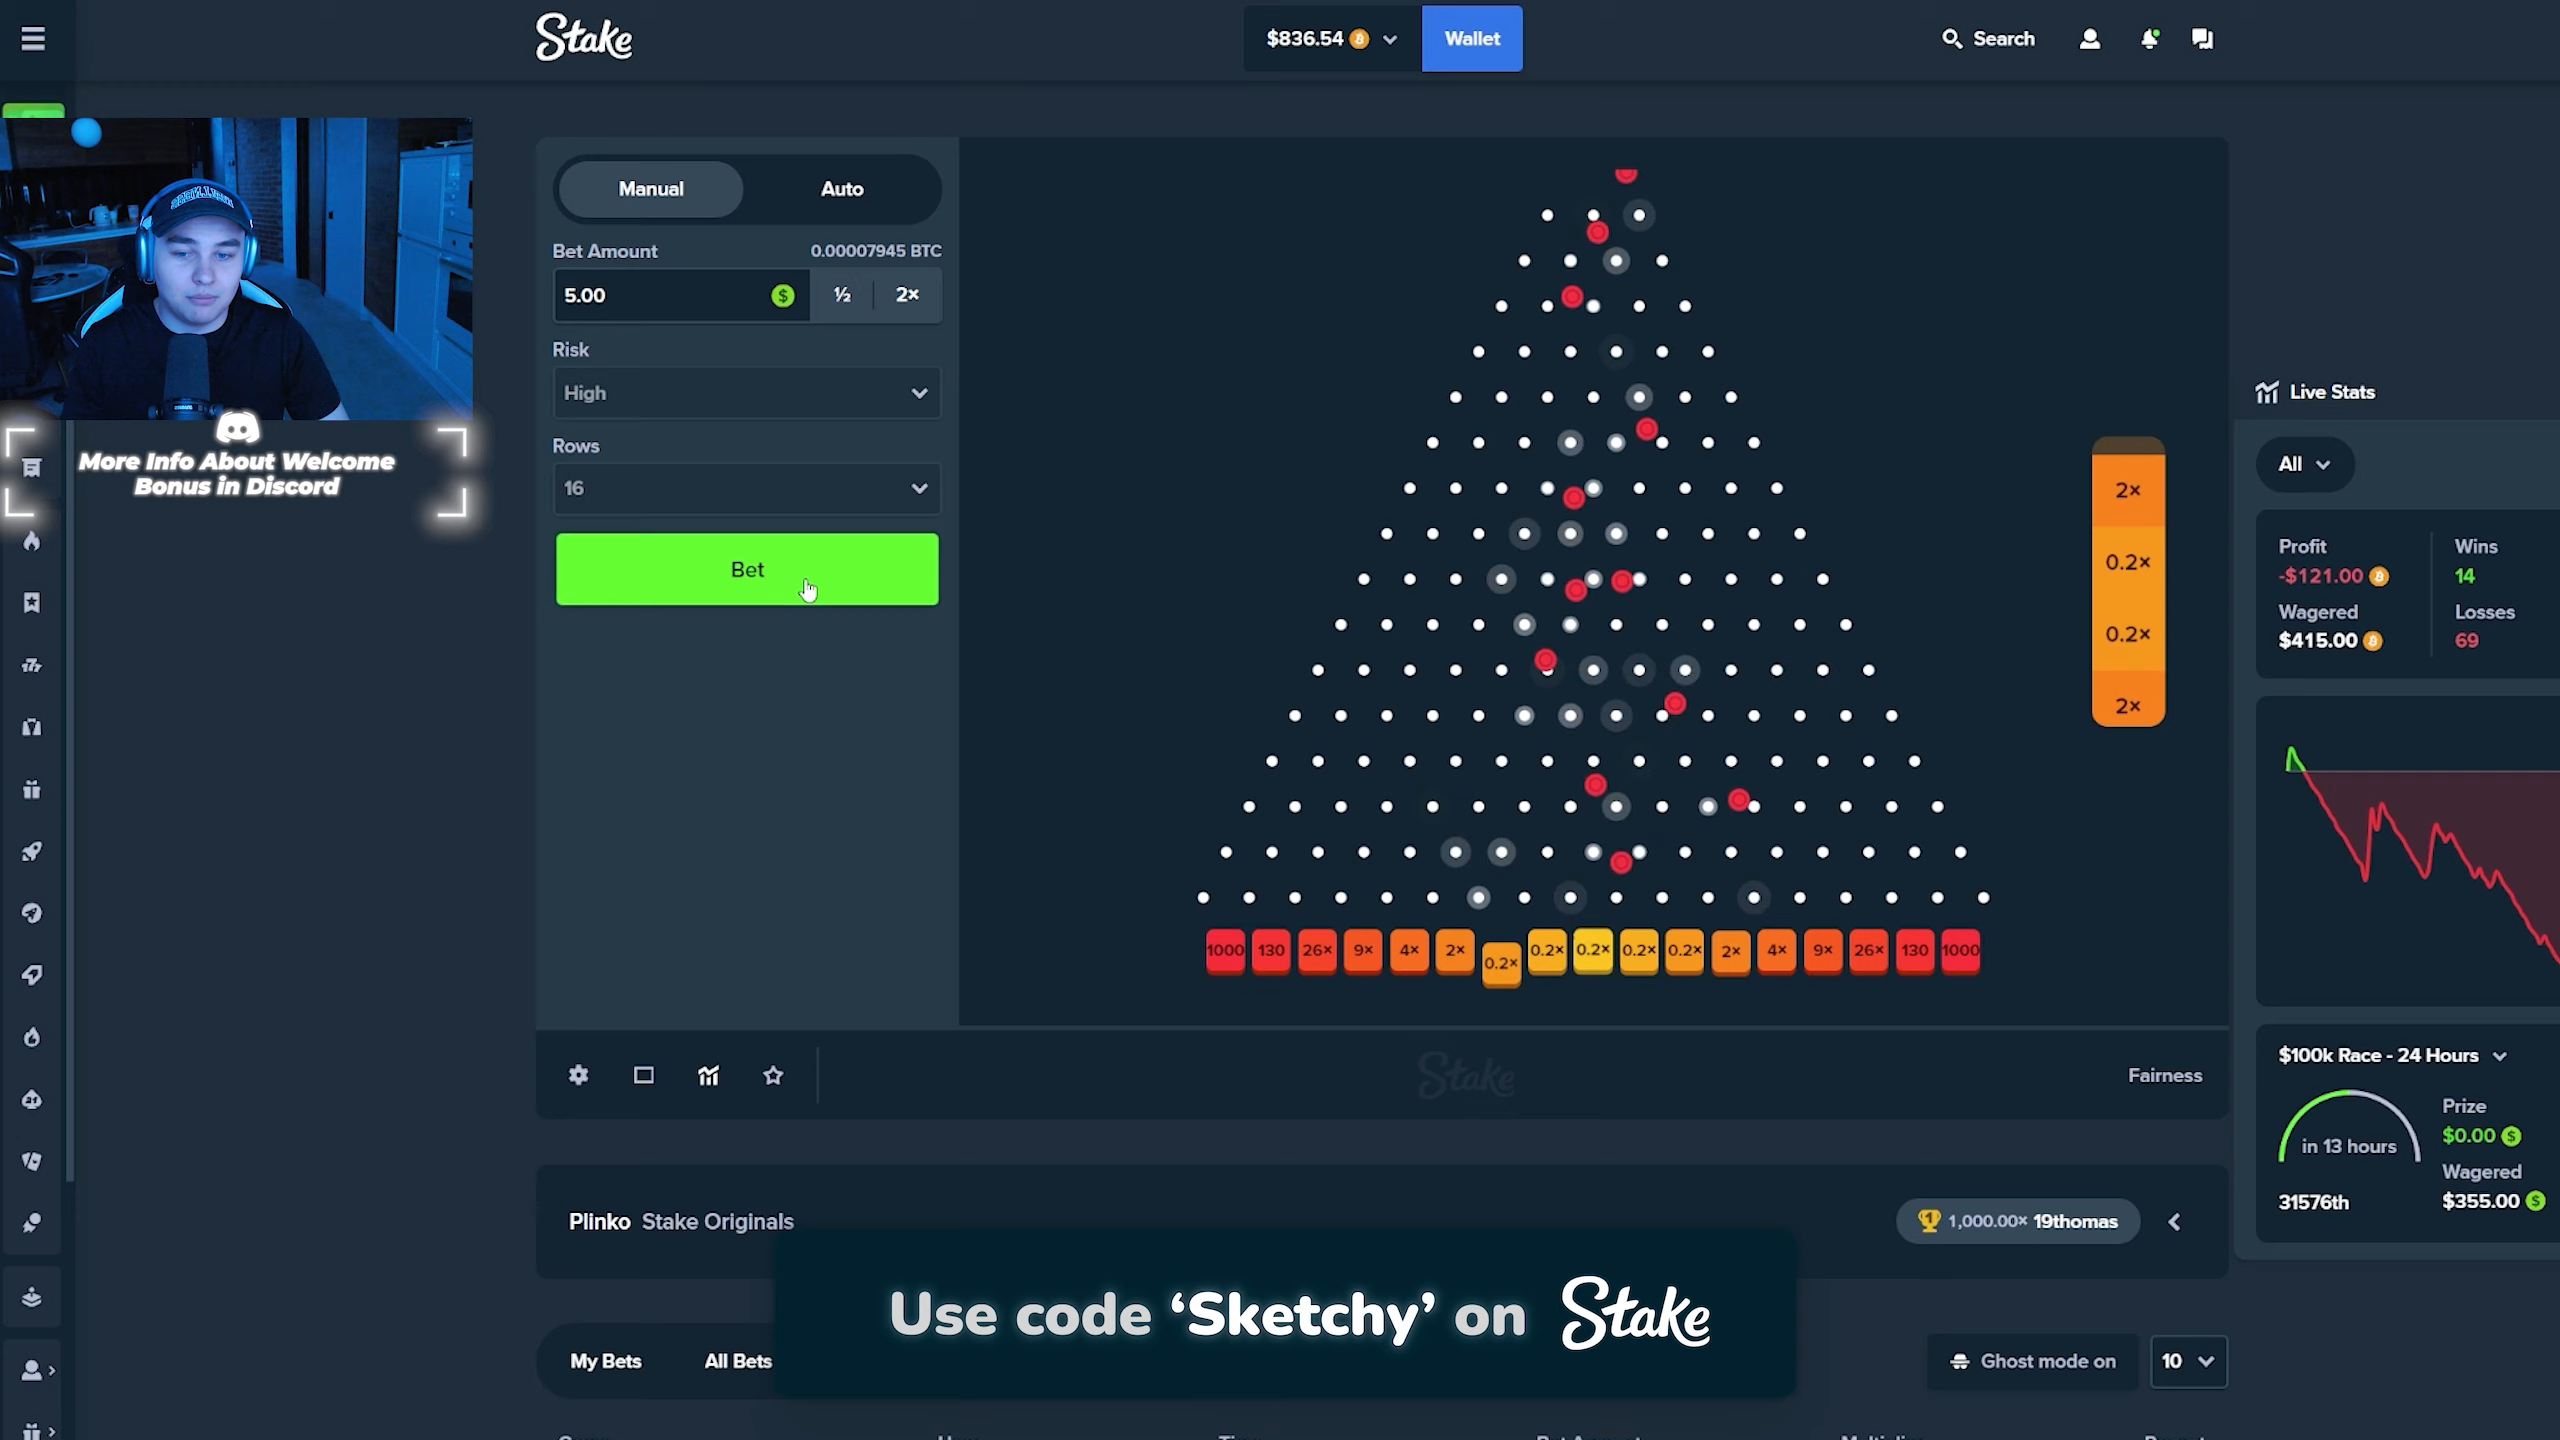 Stake
$836.54
Wallet
Search
Manual
Auto
Bet Amount
0.00007945 BTC
5.00
$
½
2×
Risk
High
Rows
16
Bet
More Info About Welcome
Bonus in Discord
2×
0.2×
0.2×
2×
1000 130 26× 9× 4× 2× 0.2× 0.2× 0.2× 0.2× 0.2× 2× 4× 9× 26× 130 1000
Live Stats
All
Profit
-$121.00
Wins
14
Wagered
$415.00
Losses
69
Stake
Fairness
$100k Race - 24 Hours
in 13 hours
31576th
Prize
$0.00
Wagered
$355.00
Plinko Stake Originals
1,000.00× 19thomas
Use code ‘Sketchy’ on Stake
My Bets
All Bets
Ghost mode on
10